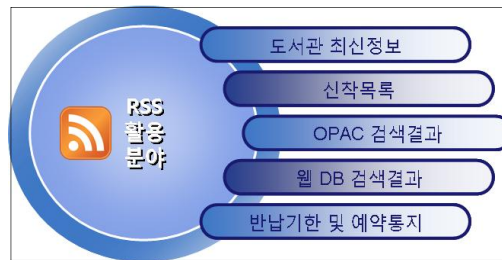 RSS
활용
분야
도서관 최신정보
신작목록
OPAC 검색결과
웹 DB 검색결과
반납기한 및 예약통지